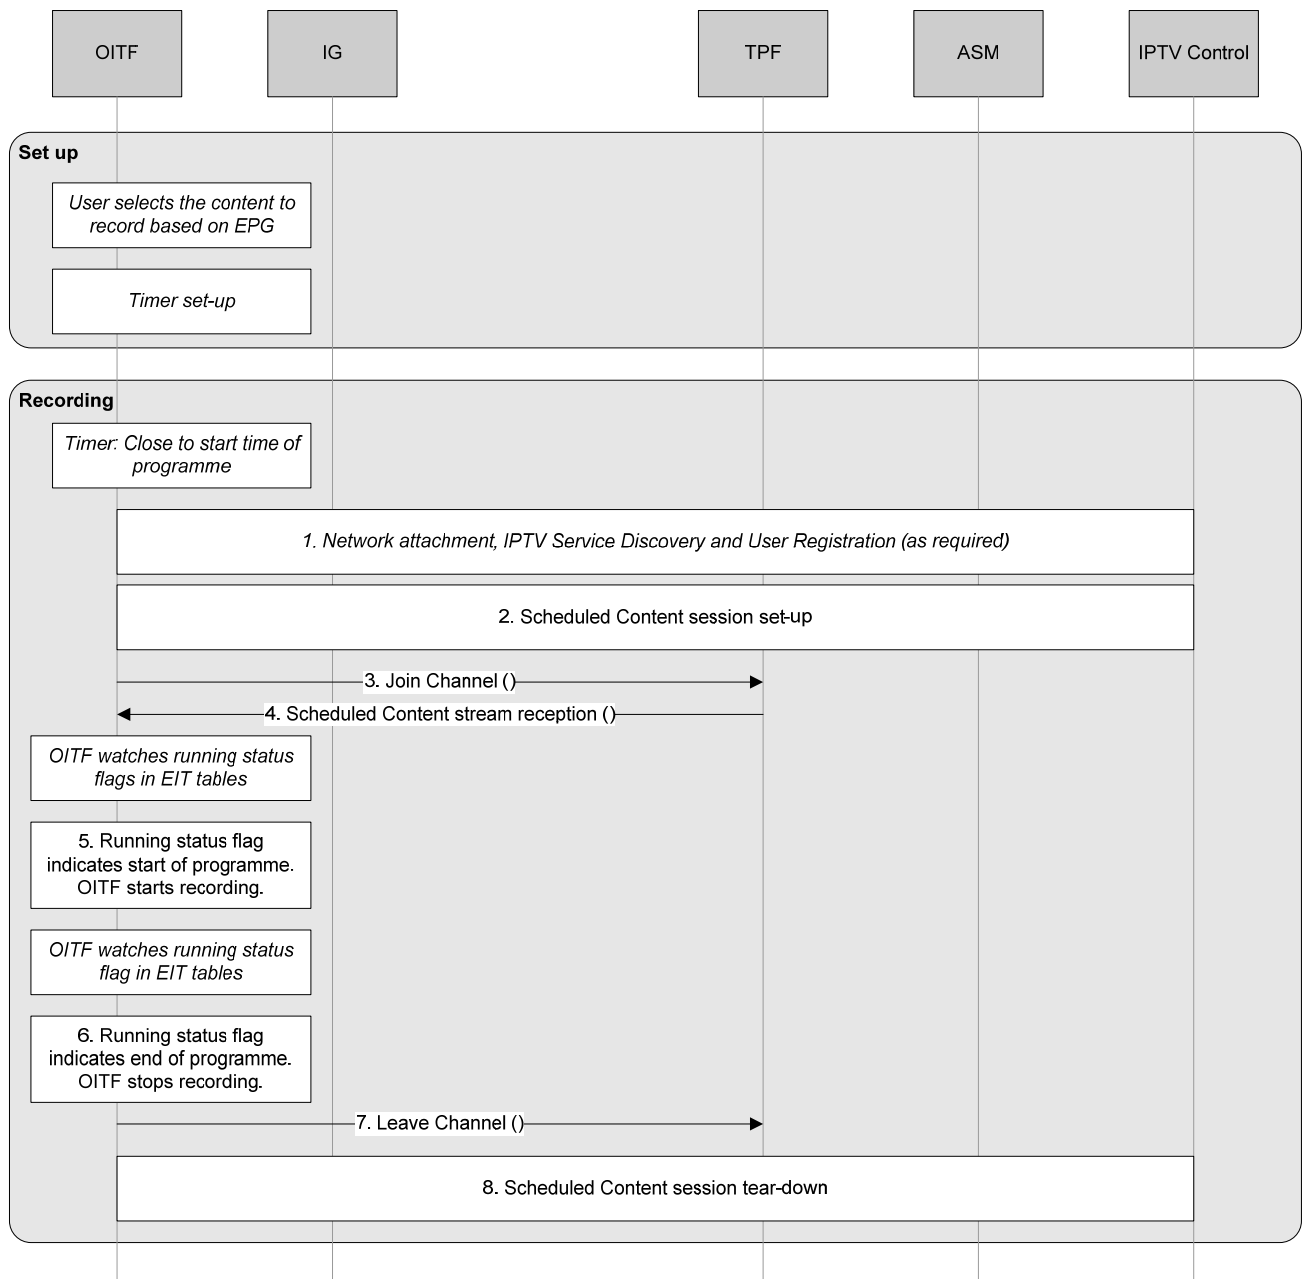 OITF
IG
TPF
ASM
IPTV Control
Set up
User selects the content to
record based on EPG
Timer set-up
Recording
Timer: Close to start time of
programme
1. Network attachment, IPTV Service Discovery and User Registration (as required)
2. Scheduled Content session set-up
3. Join Channel ()
4. Scheduled Content stream reception ()
OITF watches running status
flags in EIT tables
5. Running status flag
indicates start of programme.
OITF starts recording.
OITF watches running status
flag in EIT tables
6. Running status flag
indicates end of programme.
OITF stops recording.
7. Leave Channel ()
8. Scheduled Content session tear-down